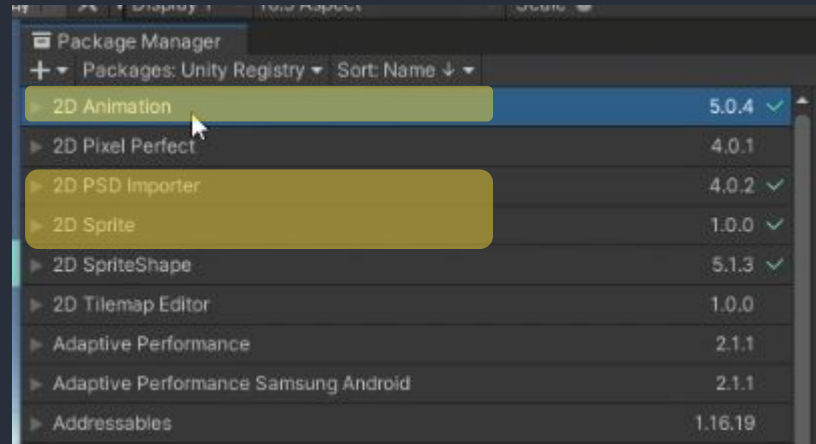 Package Manager
+ Packages: Unity Registry Sort: Name ↓
2D Animation 5.0.4 ✓
2D Pixel Perfect 4.0.1
2D PSD Importer 4.0.2 ✓
2D Sprite 1.0.0 ✓
2D SpriteShape 5.1.3 ✓
2D Tilemap Editor 1.0.0
Adaptive Performance 2.1.1
Adaptive Performance Samsung Android 2.1.1
Addressables 1.16.19